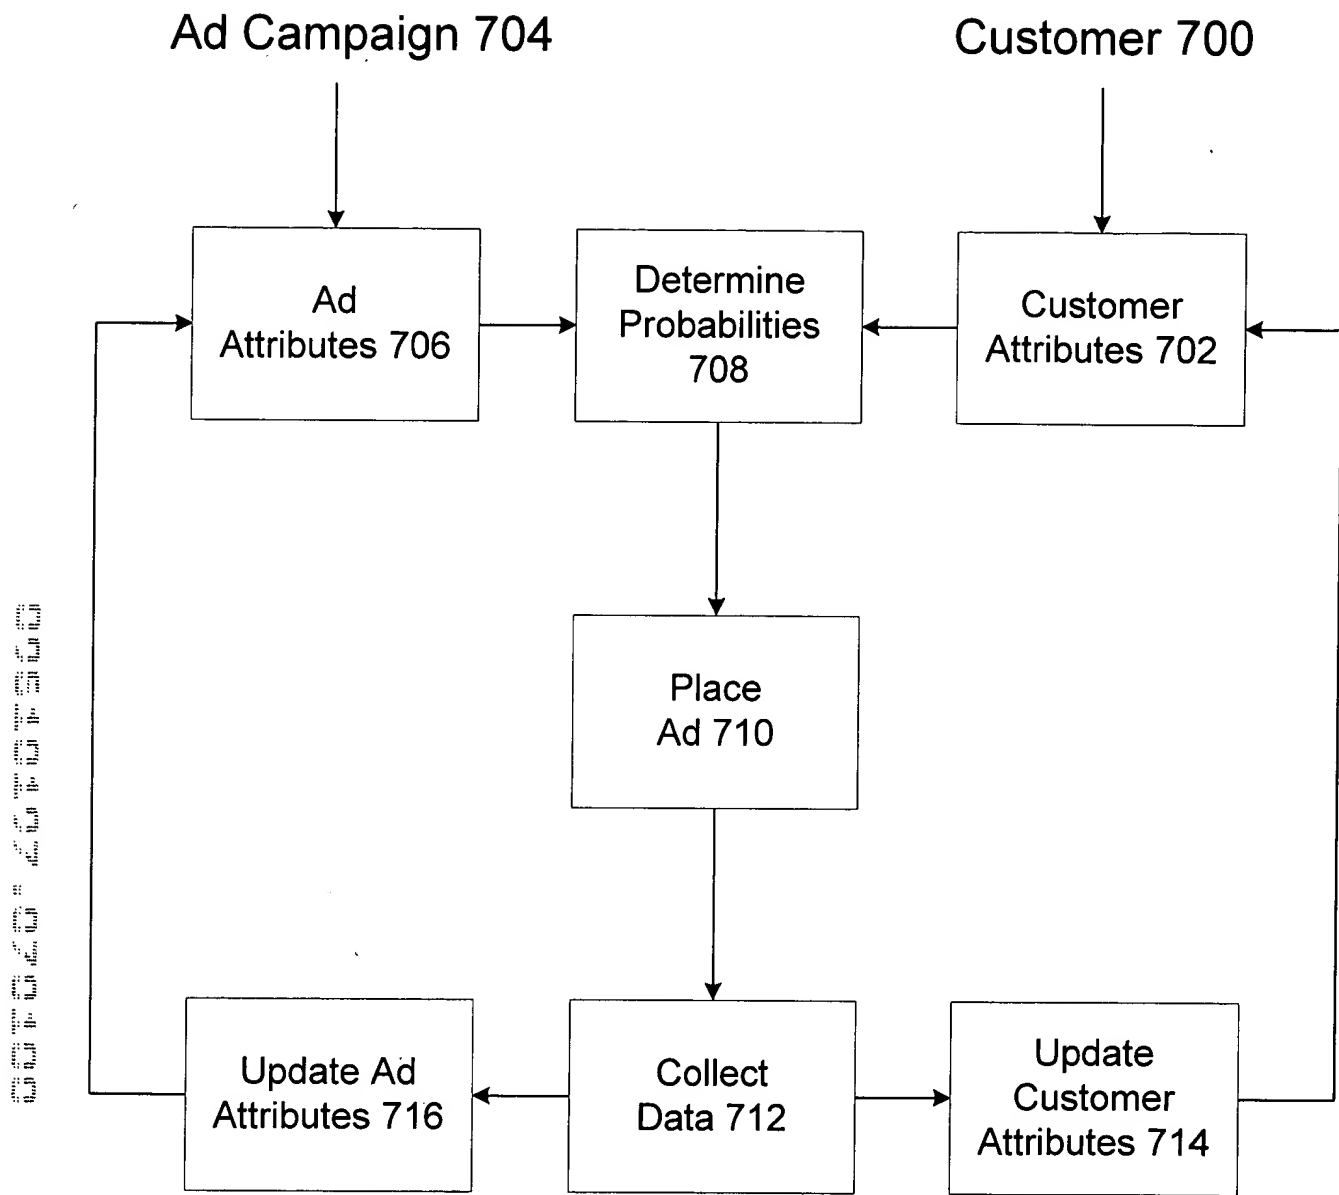 Ad Campaign 704
Customer 700
Ad
Attributes 706
Determine
Probabilities
708
Customer
Attributes 702
Place
Ad 710
Update Ad
Attributes 716
Collect
Data 712
Update
Customer
Attributes 714